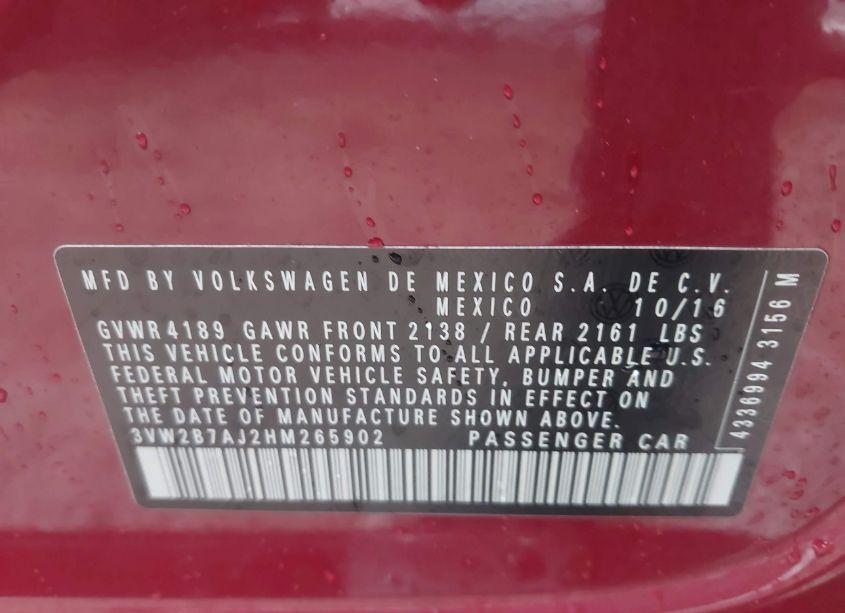 MFD BY VOLKSWAGEN DE MEXICO S.A. DE C.V.
MEXICO 10/16
GVWR 4189 GAWR FRONT 2138 / REAR 2161 LBS
THIS VEHICLE CONFORMS TO ALL APPLICABLE U.S.
FEDERAL MOTOR VEHICLE SAFETY, BUMPER AND
THEFT PREVENTION STANDARDS IN EFFECT ON
THE DATE OF MANUFACTURE SHOWN ABOVE.
3VW2B7AJ2HM265902 PASSENGER CAR
4336994 3156 M